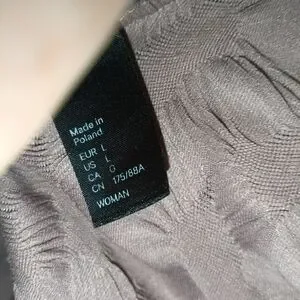 Made in
Poland
EUR L
US L
CA G
CN 175/88A
WOMAN